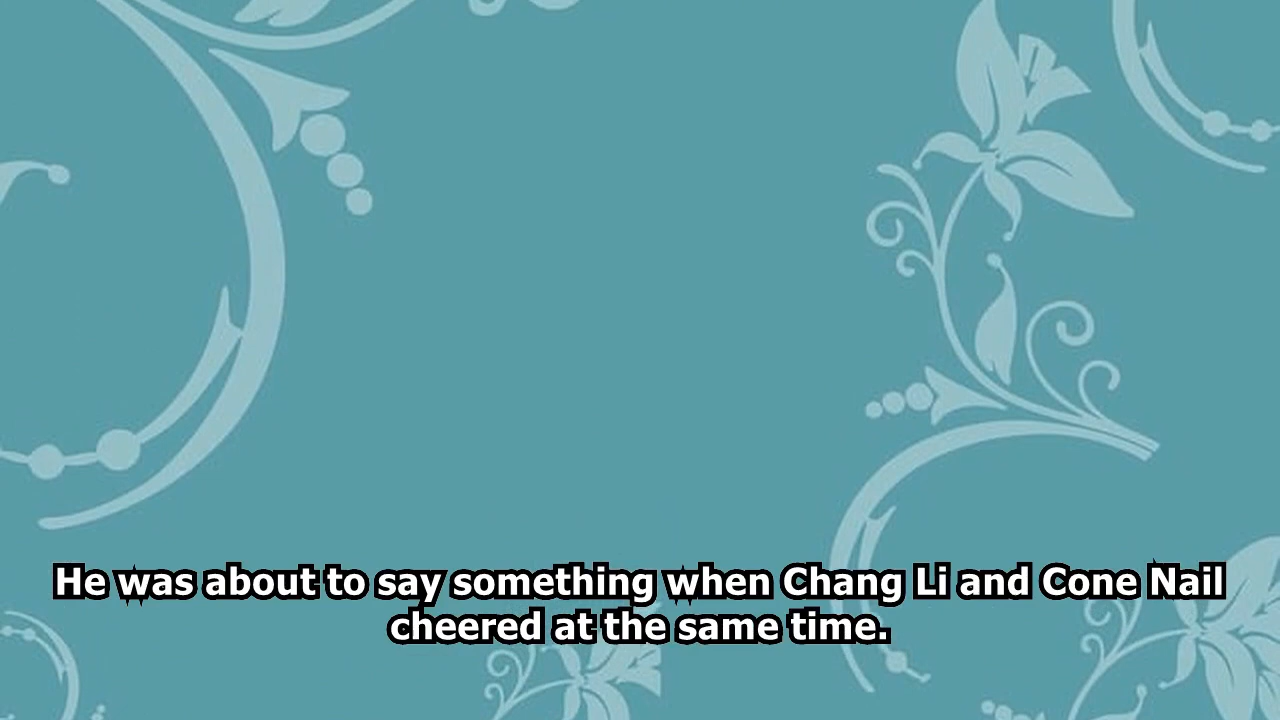 He was about to say something when Chang Li and Cone Nail
cheered at the same time.